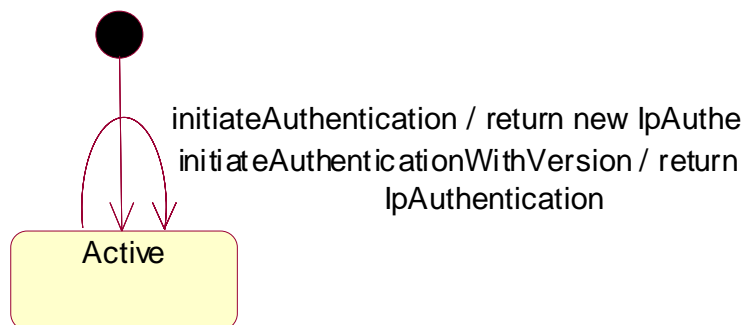 initiateAuthentication / return new IpAuthe
initiateAuthenticationWithVersion / return
IpAuthentication
Active